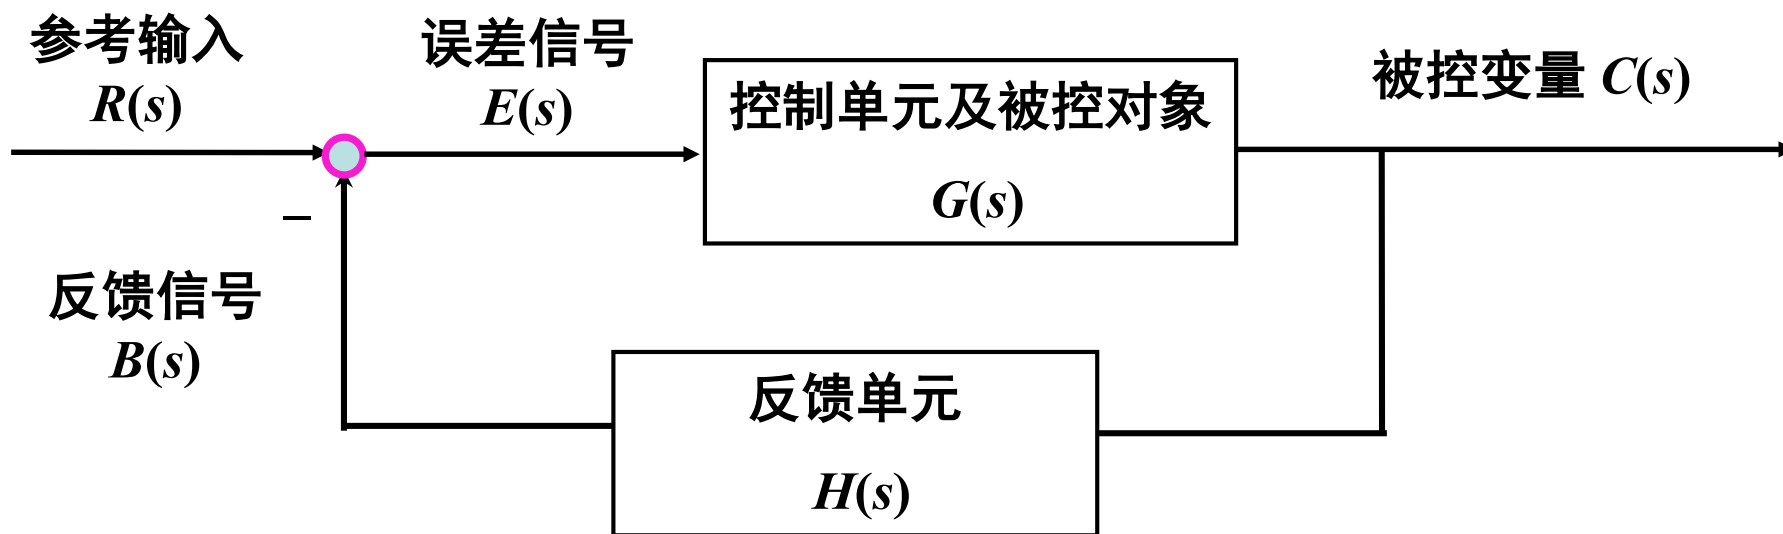 参考输入
R(s)
误差信号
E(s)
控制单元及被控对象
G(s)
被控变量 C(s)
–
反馈信号
B(s)
反馈单元
H(s)